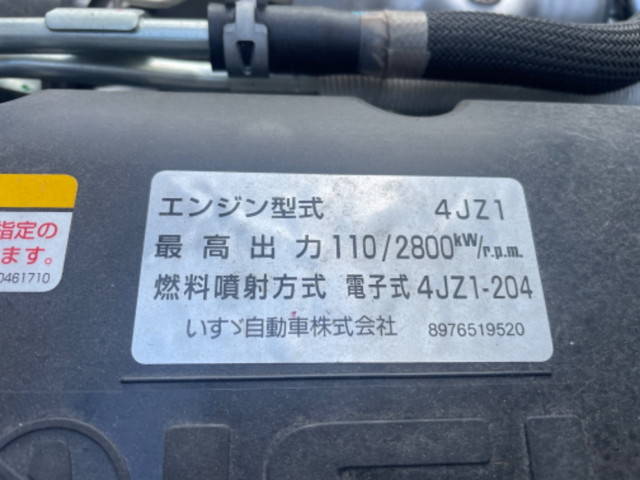 エンジン型式 4JZ1
最高出力 110/2800kW/r.p.m.
燃料噴射方式 電子式 4JZ1-204
いすゞ自動車株式会社 8976519520
指定の
ます。
0461710